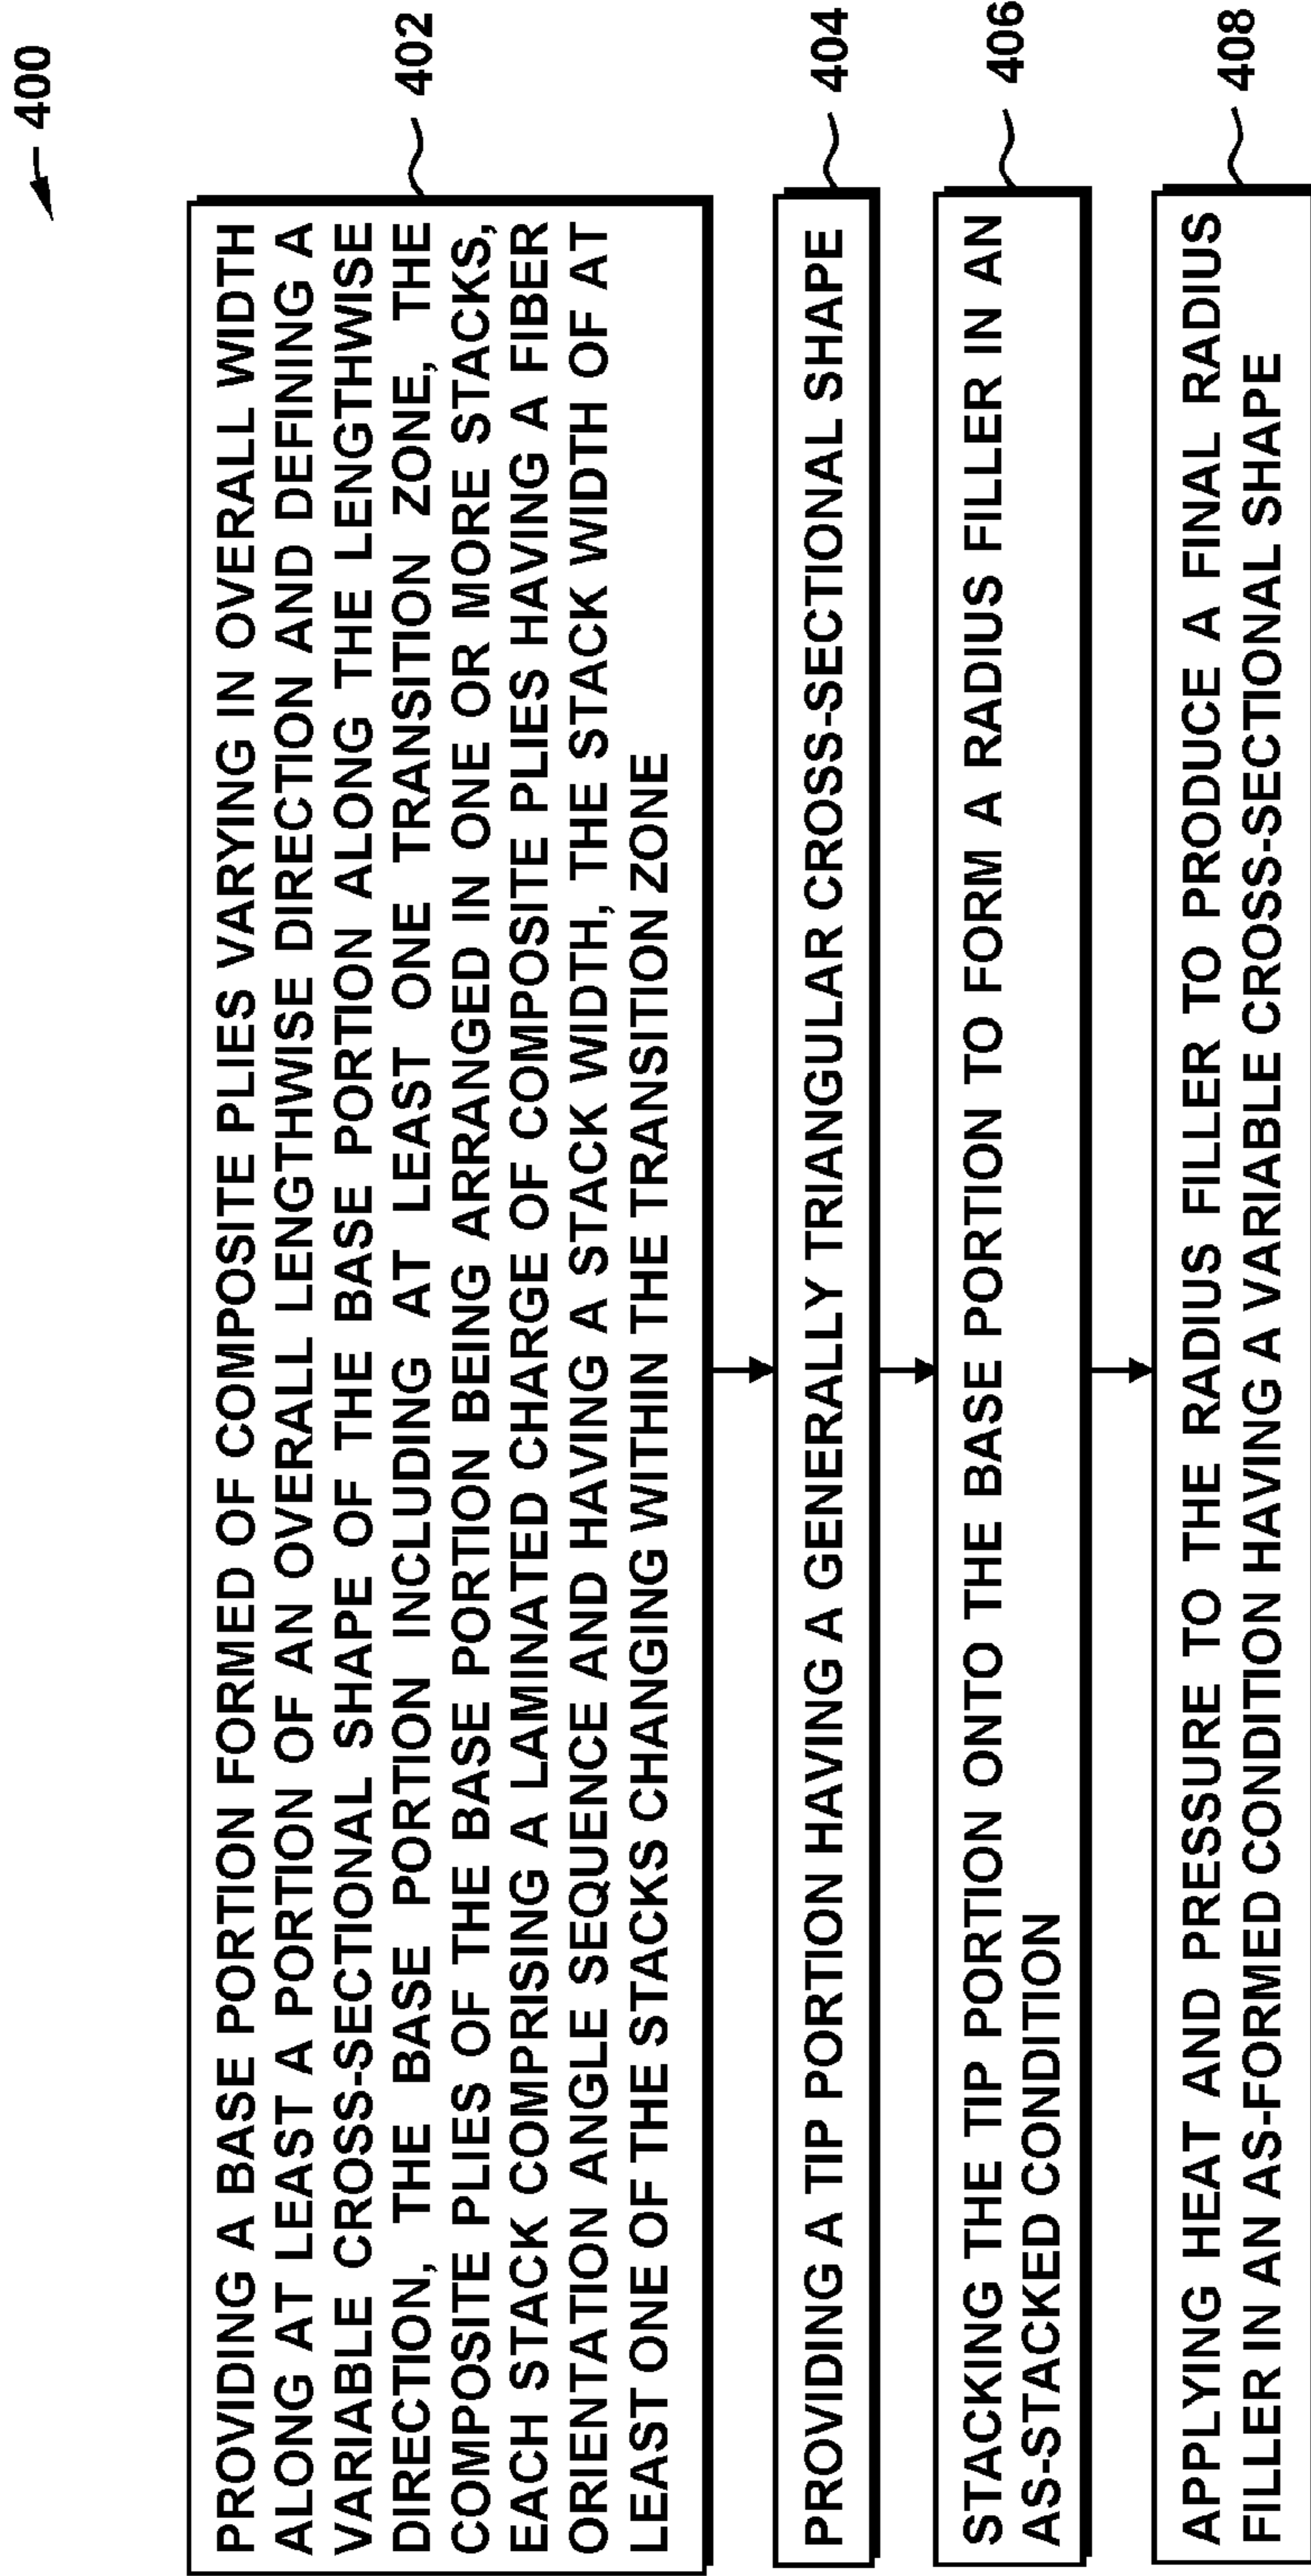 400
PROVIDING A BASE PORTION FORMED OF COMPOSITE PLIES VARYING IN OVERALL WIDTH
ALONG AT LEAST A PORTION OF AN OVERALL LENGTHWISE DIRECTION AND DEFINING A
VARIABLE CROSS-SECTIONAL SHAPE OF THE BASE PORTION ALONG THE LENGTHWISE
DIRECTION, THE BASE PORTION INCLUDING AT LEAST ONE TRANSITION ZONE, THE
COMPOSITE PLIES OF THE BASE PORTION BEING ARRANGED IN ONE OR MORE STACKS,
EACH STACK COMPRISING A LAMINATED CHARGE OF COMPOSITE PLIES HAVING A FIBER
ORIENTATION ANGLE SEQUENCE AND HAVING A STACK WIDTH, THE STACK WIDTH OF AT
LEAST ONE OF THE STACKS CHANGING WITHIN THE TRANSITION ZONE
402
PROVIDING A TIP PORTION HAVING A GENERALLY TRIANGULAR CROSS-SECTIONAL SHAPE
404
STACKING THE TIP PORTION ONTO THE BASE PORTION TO FORM A RADIUS FILLER IN AN
AS-STACKED CONDITION
406
APPLYING HEAT AND PRESSURE TO THE RADIUS FILLER TO PRODUCE A FINAL RADIUS
FILLER IN AN AS-FORMED CONDITION HAVING A VARIABLE CROSS-SECTIONAL SHAPE
408